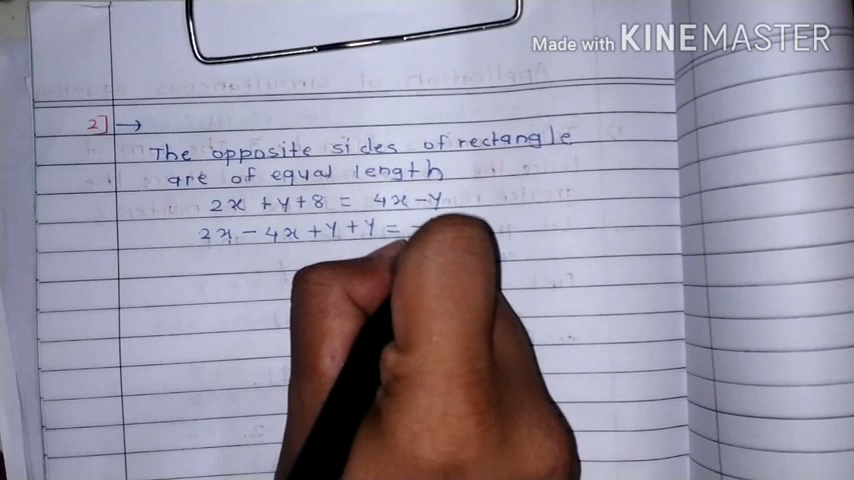 Made with KINEMASTER
2] →
The opposite sides of rectangle
are of equal length
2x + y + 8 = 4x - y
2x - 4x + y + y = -